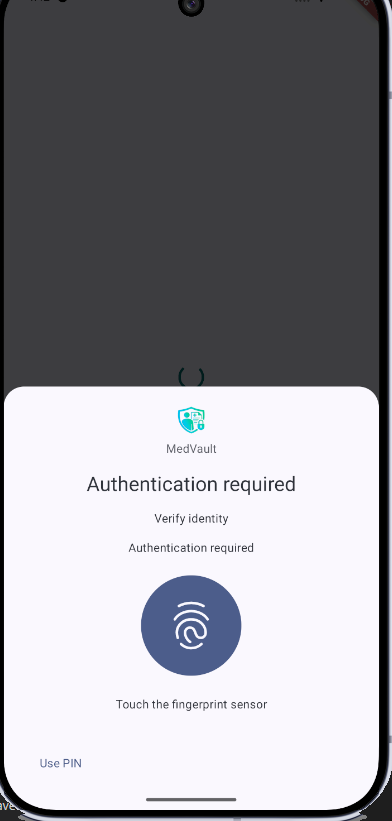 MedVault
Authentication required
Verify identity
Authentication required
Touch the fingerprint sensor
Use PIN